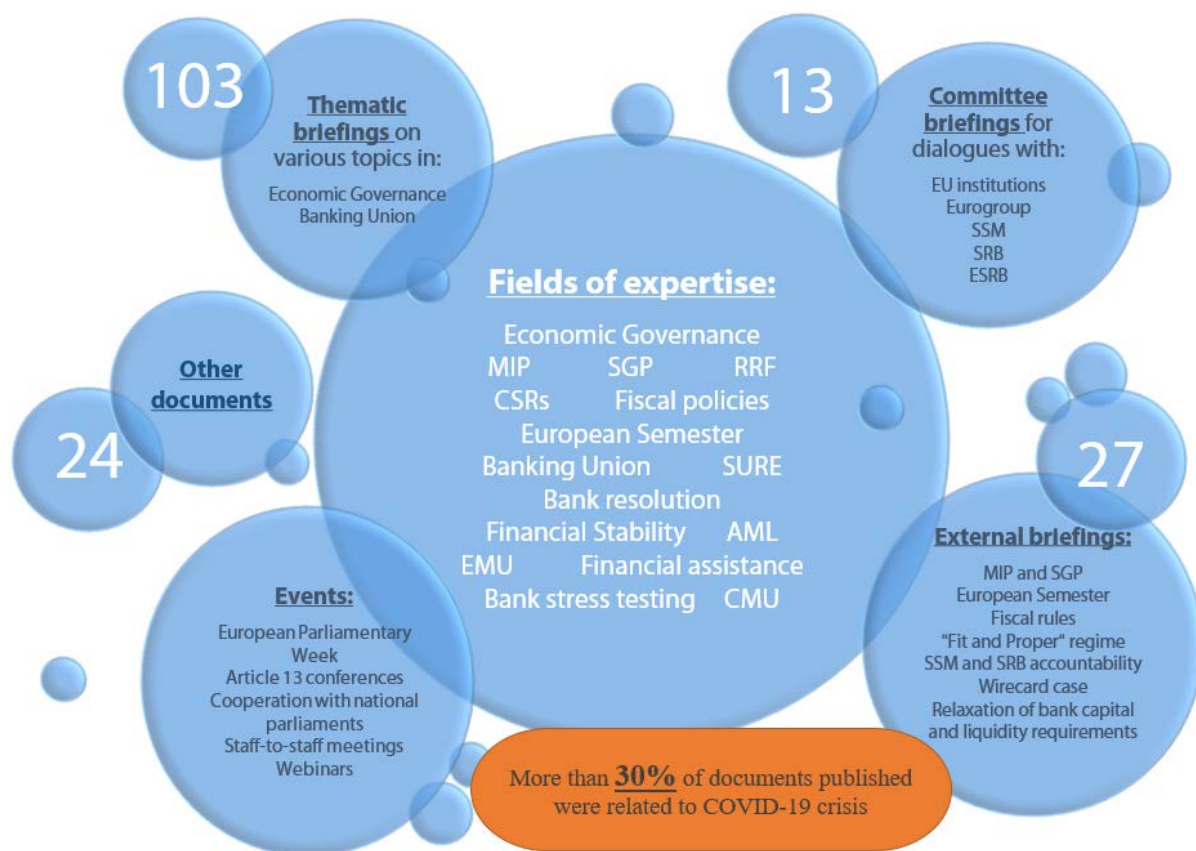 103
Thematic
briefings on
various topics in:
Economic Governance
Banking Union
13
Committee
briefings for
dialogues with:
EU institutions
Eurogroup
SSM
SRB
ESRB
Fields of expertise:
Economic Governance
MIP SGP RRF
CSRs Fiscal policies
European Semester
Banking Union SURE
Bank resolution
Financial Stability AML
EMU Financial assistance
Bank stress testing CMU
Other
documents
24
27
External briefings:
MIP and SGP
European Semester
Fiscal rules
"Fit and Proper" regime
SSM and SRB accountability
Wirecard case
Relaxation of bank capital
and liquidity requirements
Events:
European Parliamentary
Week
Article 13 conferences
Cooperation with national
parliaments
Staff-to-staff meetings
Webinars
More than 30% of documents published
were related to COVID-19 crisis